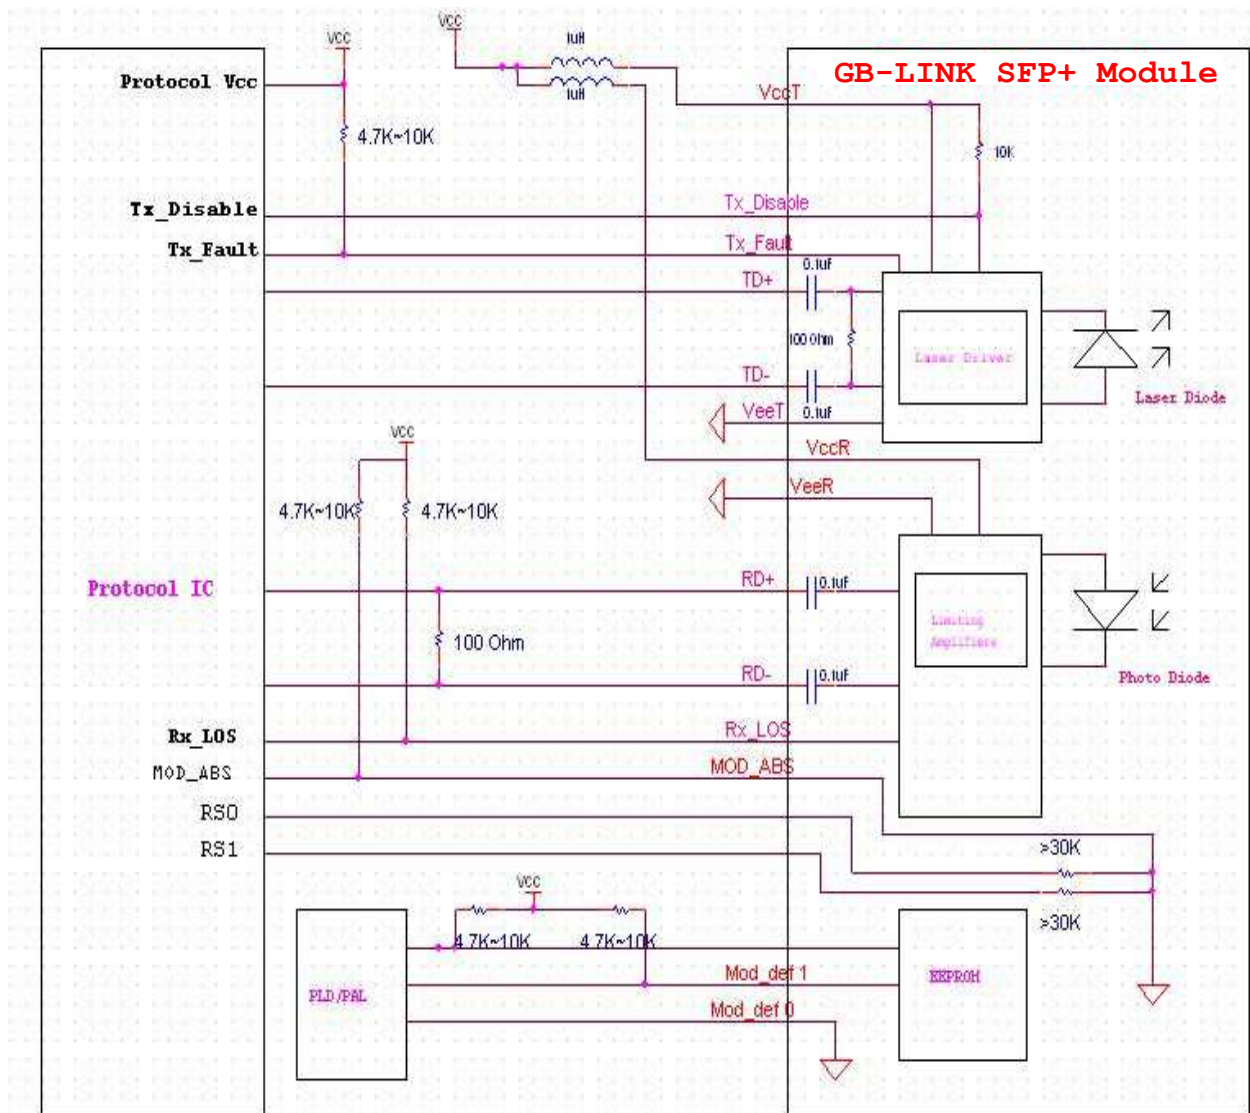 VCC
VCC
1uH
1uH
GB-LINK SFP+ Module
Protocol Vcc
VccT
4.7K~10K
10K
Tx_Disable
Tx_Disable
Tx_Fault
Tx_Fault
0.1uf
TD+
100 Ohm
Laser Driver
TD-
Laser Diode
VeeT
0.1uf
VCC
VccR
VeeR
4.7K~10K
4.7K~10K
Protocol IC
RD+
0.1uf
Limiting
Amplifiers
100 Ohm
RD-
0.1uf
Photo Diode
Rx_LOS
Rx_LOS
MOD_ABS
MOD_ABS
RS0
RS1
>30K
VCC
>30K
4.7K~10K
4.7K~10K
Mod_def 1
EEPROM
PLD/PAL
Mod_def 0